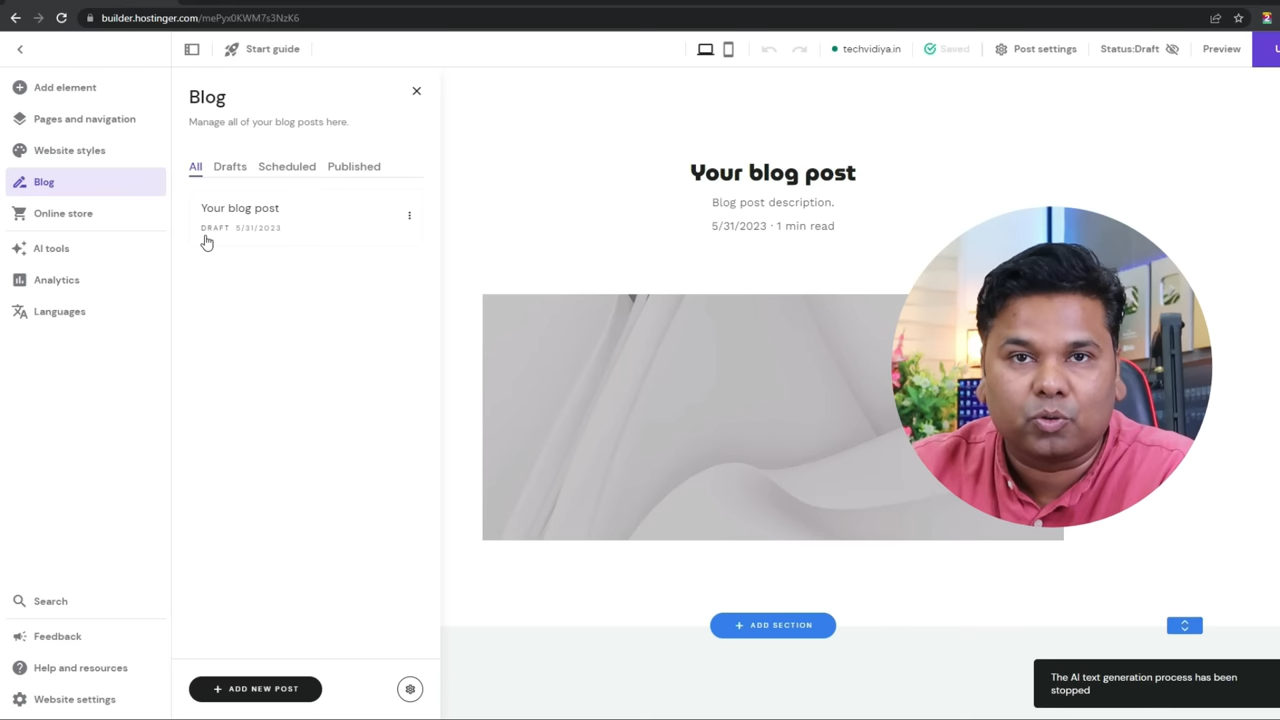 builder.hostinger.com/mePyx0KWM7s3NzK6
Start guide
techvidiya.in
Saved
Post settings
Status:Draft
Preview
Add element
Pages and navigation
Website styles
Blog
Online store
AI tools
Analytics
Languages
Search
Feedback
Help and resources
Website settings
Blog
Manage all of your blog posts here.
All Drafts Scheduled Published
Your blog post
DRAFT 5/31/2023
+ ADD NEW POST
Your blog post
Blog post description.
5/31/2023 · 1 min read
+ ADD SECTION
The AI text generation process has been
stopped